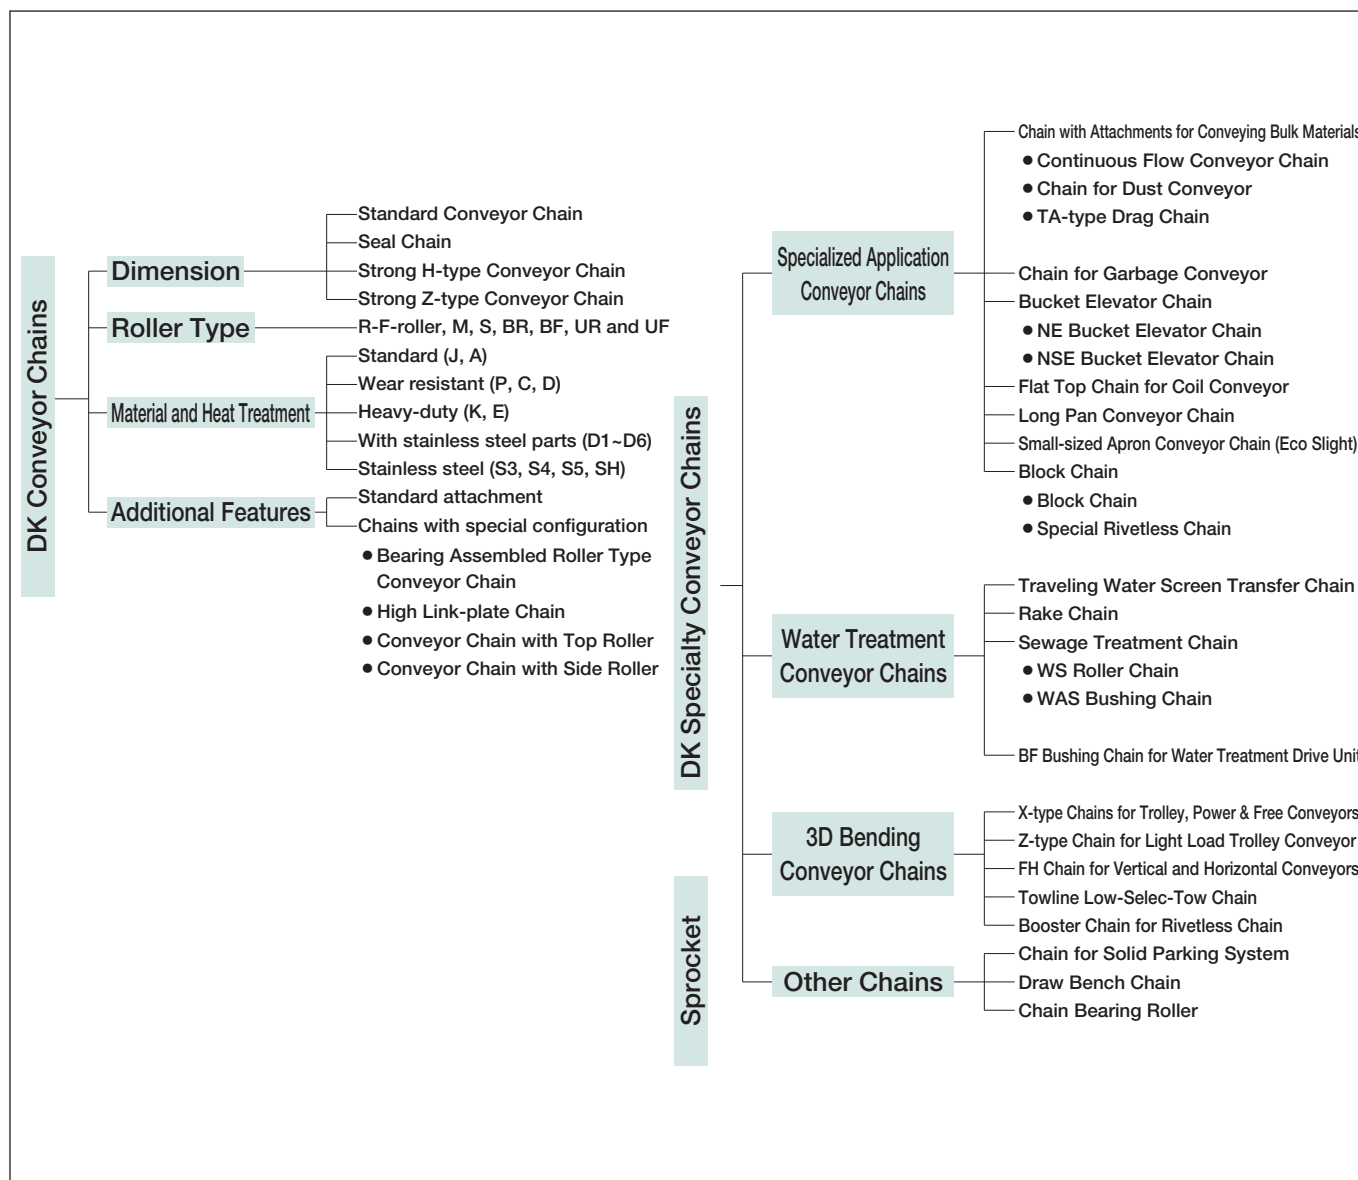 DK Conveyor Chains
Dimension
Standard Conveyor Chain
Seal Chain
Strong H-type Conveyor Chain
Strong Z-type Conveyor Chain
Roller Type
R-F-roller, M, S, BR, BF, UR and UF
Material and Heat Treatment
Standard (J, A)
Wear resistant (P, C, D)
Heavy-duty (K, E)
With stainless steel parts (D1~D6)
Stainless steel (S3, S4, S5, SH)
Additional Features
Standard attachment
Chains with special configuration
● Bearing Assembled Roller Type
Conveyor Chain
● High Link-plate Chain
● Conveyor Chain with Top Roller
● Conveyor Chain with Side Roller
DK Specialty Conveyor Chains
Specialized Application
Conveyor Chains
Chain with Attachments for Conveying Bulk Materials
● Continuous Flow Conveyor Chain
● Chain for Dust Conveyor
● TA-type Drag Chain
Chain for Garbage Conveyor
Bucket Elevator Chain
● NE Bucket Elevator Chain
● NSE Bucket Elevator Chain
Flat Top Chain for Coil Conveyor
Long Pan Conveyor Chain
Small-sized Apron Conveyor Chain (Eco Slight)
Block Chain
● Block Chain
● Special Rivetless Chain
Water Treatment
Conveyor Chains
Traveling Water Screen Transfer Chain
Rake Chain
Sewage Treatment Chain
● WS Roller Chain
● WAS Bushing Chain
BF Bushing Chain for Water Treatment Drive Unit
3D Bending
Conveyor Chains
X-type Chains for Trolley, Power & Free Conveyors
Z-type Chain for Light Load Trolley Conveyor
FH Chain for Vertical and Horizontal Conveyors
Towline Low-Selec-Tow Chain
Booster Chain for Rivetless Chain
Other Chains
Chain for Solid Parking System
Draw Bench Chain
Chain Bearing Roller
Sprocket